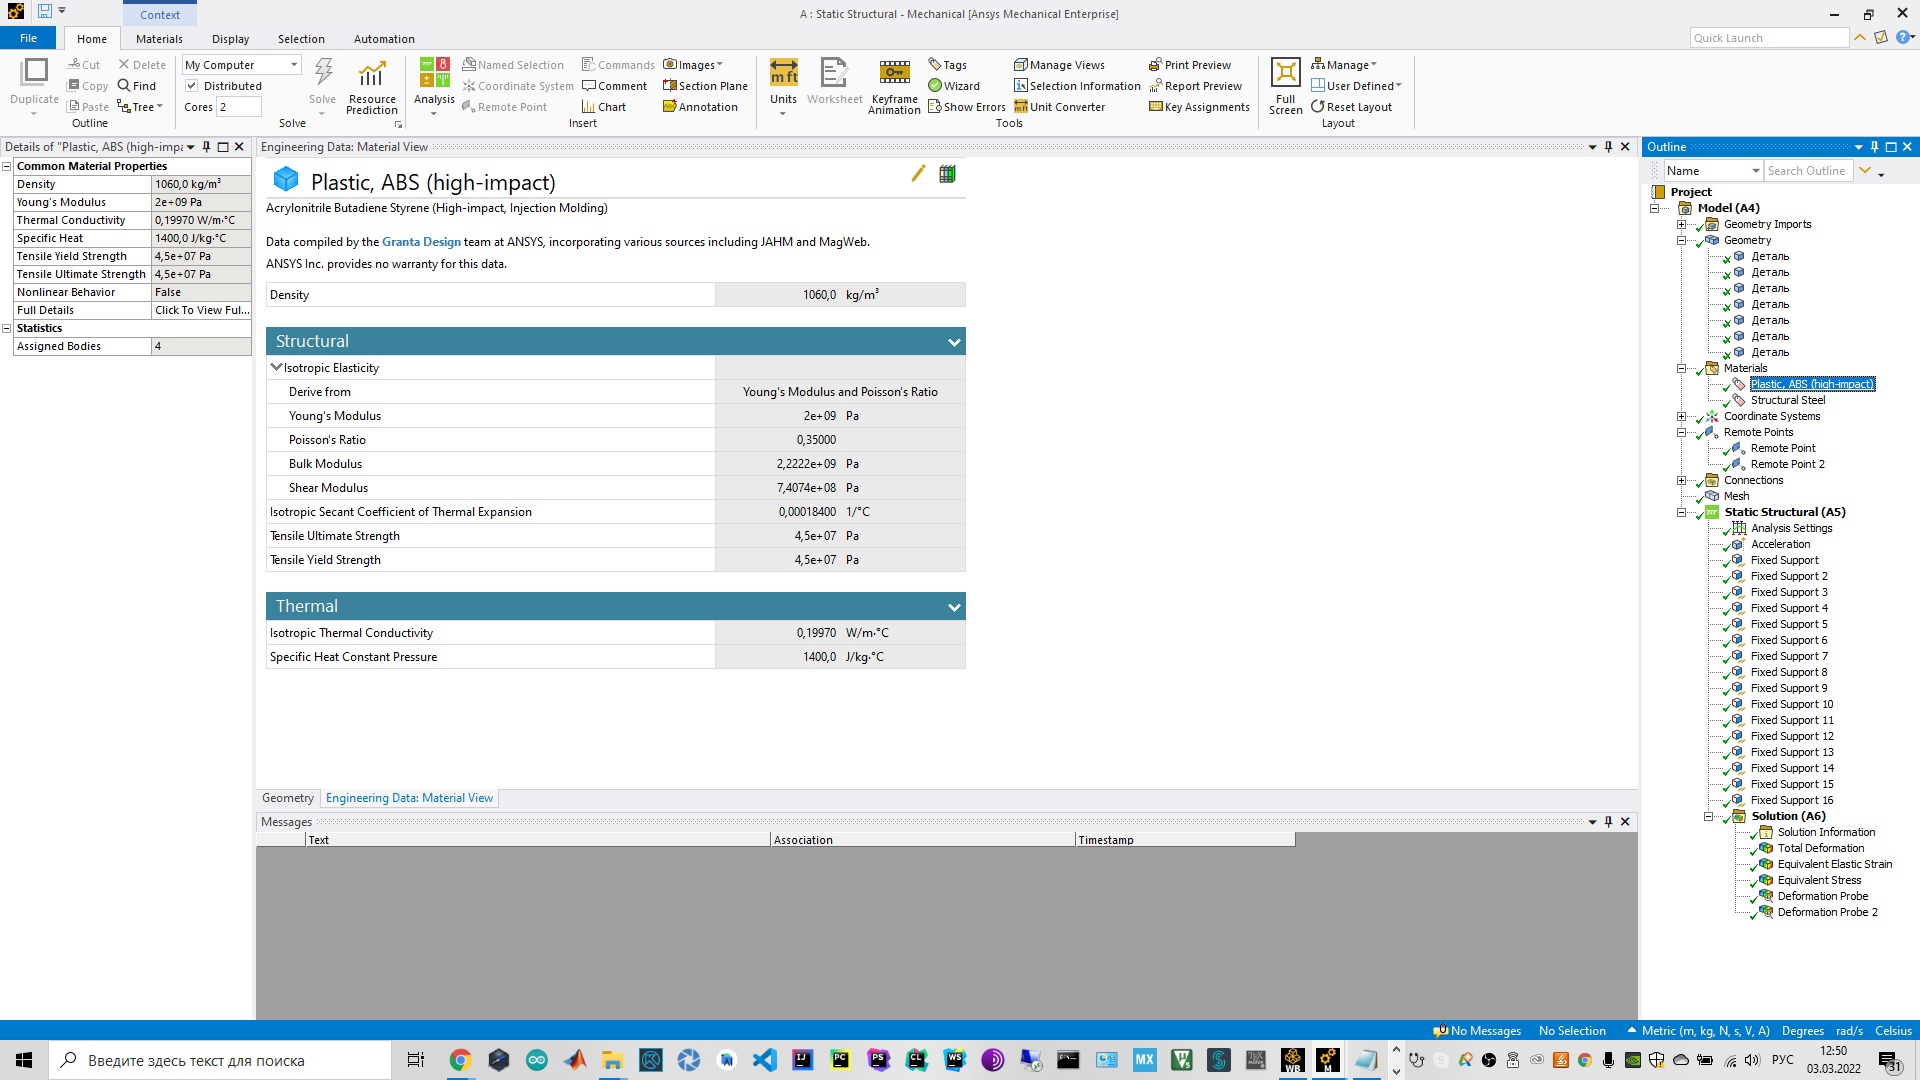 Context
A : Static Structural - Mechanical [Ansys Mechanical Enterprise]
File Home Materials Display Selection Automation
Quick Launch
Duplicate
Cut
Copy
Paste
Delete
Find
Tree
Outline
My Computer
Distributed
Cores 2
Solve
Resource Prediction
Solve
Analysis
Named Selection
Coordinate System
Remote Point
Commands
Comment
Chart
Images
Section Plane
Annotation
Insert
Units
Worksheet
Keyframe Animation
Tags
Wizard
Show Errors
Manage Views
Selection Information
Unit Converter
Print Preview
Report Preview
Key Assignments
Tools
Full Screen
Manage
User Defined
Reset Layout
Layout
Details of "Plastic, ABS (high-impa
Common Material Properties
Density 1060,0 kg/m³
Young's Modulus 2e+09 Pa
Thermal Conductivity 0,19970 W/m·°C
Specific Heat 1400,0 J/kg·°C
Tensile Yield Strength 4,5e+07 Pa
Tensile Ultimate Strength 4,5e+07 Pa
Nonlinear Behavior False
Full Details Click To View Ful...
Statistics
Assigned Bodies 4
Engineering Data: Material View
Plastic, ABS (high-impact)
Acrylonitrile Butadiene Styrene (High-impact, Injection Molding)
Data compiled by the Granta Design team at ANSYS, incorporating various sources including JAHM and MagWeb.
ANSYS Inc. provides no warranty for this data.
Density 1060,0 kg/m³
Structural
Isotropic Elasticity
Derive from Young's Modulus and Poisson's Ratio
Young's Modulus 2e+09 Pa
Poisson's Ratio 0,35000
Bulk Modulus 2,2222e+09 Pa
Shear Modulus 7,4074e+08 Pa
Isotropic Secant Coefficient of Thermal Expansion 0,00018400 1/°C
Tensile Ultimate Strength 4,5e+07 Pa
Tensile Yield Strength 4,5e+07 Pa
Thermal
Isotropic Thermal Conductivity 0,19970 W/m·°C
Specific Heat Constant Pressure 1400,0 J/kg·°C
Geometry Engineering Data: Material View
Messages
Text Association Timestamp
Outline
Name Search Outline
Project
Model (A4)
Geometry Imports
Geometry
Деталь
Деталь
Деталь
Деталь
Деталь
Деталь
Деталь
Materials
Plastic, ABS (high-impact)
Structural Steel
Coordinate Systems
Remote Points
Remote Point
Remote Point 2
Connections
Mesh
Static Structural (A5)
Analysis Settings
Acceleration
Fixed Support
Fixed Support 2
Fixed Support 3
Fixed Support 4
Fixed Support 5
Fixed Support 6
Fixed Support 7
Fixed Support 8
Fixed Support 9
Fixed Support 10
Fixed Support 11
Fixed Support 12
Fixed Support 13
Fixed Support 14
Fixed Support 15
Fixed Support 16
Solution (A6)
Solution Information
Total Deformation
Equivalent Elastic Strain
Equivalent Stress
Deformation Probe
Deformation Probe 2
No Messages No Selection Metric (m, kg, N, s, V, A) Degrees rad/s Celsius
Введите здесь текст для поиска
РУС
12:50
03.03.2022
31